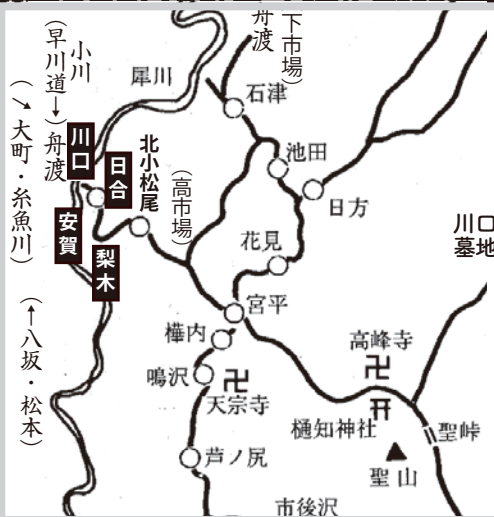 下市場）
舟渡
石津
池田
日方
花見
川口
墓地
小川
（早川道→）
舟渡
犀川
川口
日合
北小松尾
（高市場）
安賀
梨木
（↘大町・糸魚川）
（↑八坂・松本）
宮平
樺内
鳴沢
天宗寺
芦ノ尻
高峰寺
樋知神社
聖峠
聖山
市後沢